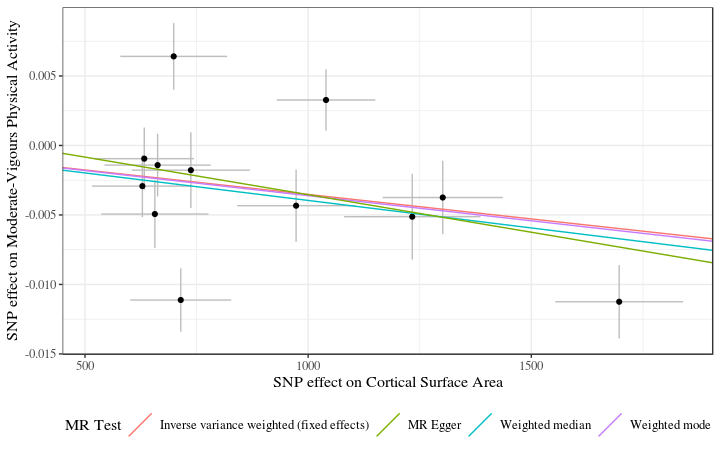 SNP effect on Moderate-Vigours Physical Activity
0.005
0.000
-0.005
-0.010
-0.015
500
1000
1500
SNP effect on Cortical Surface Area
MR Test
Inverse variance weighted (fixed effects)
MR Egger
Weighted median
Weighted mode